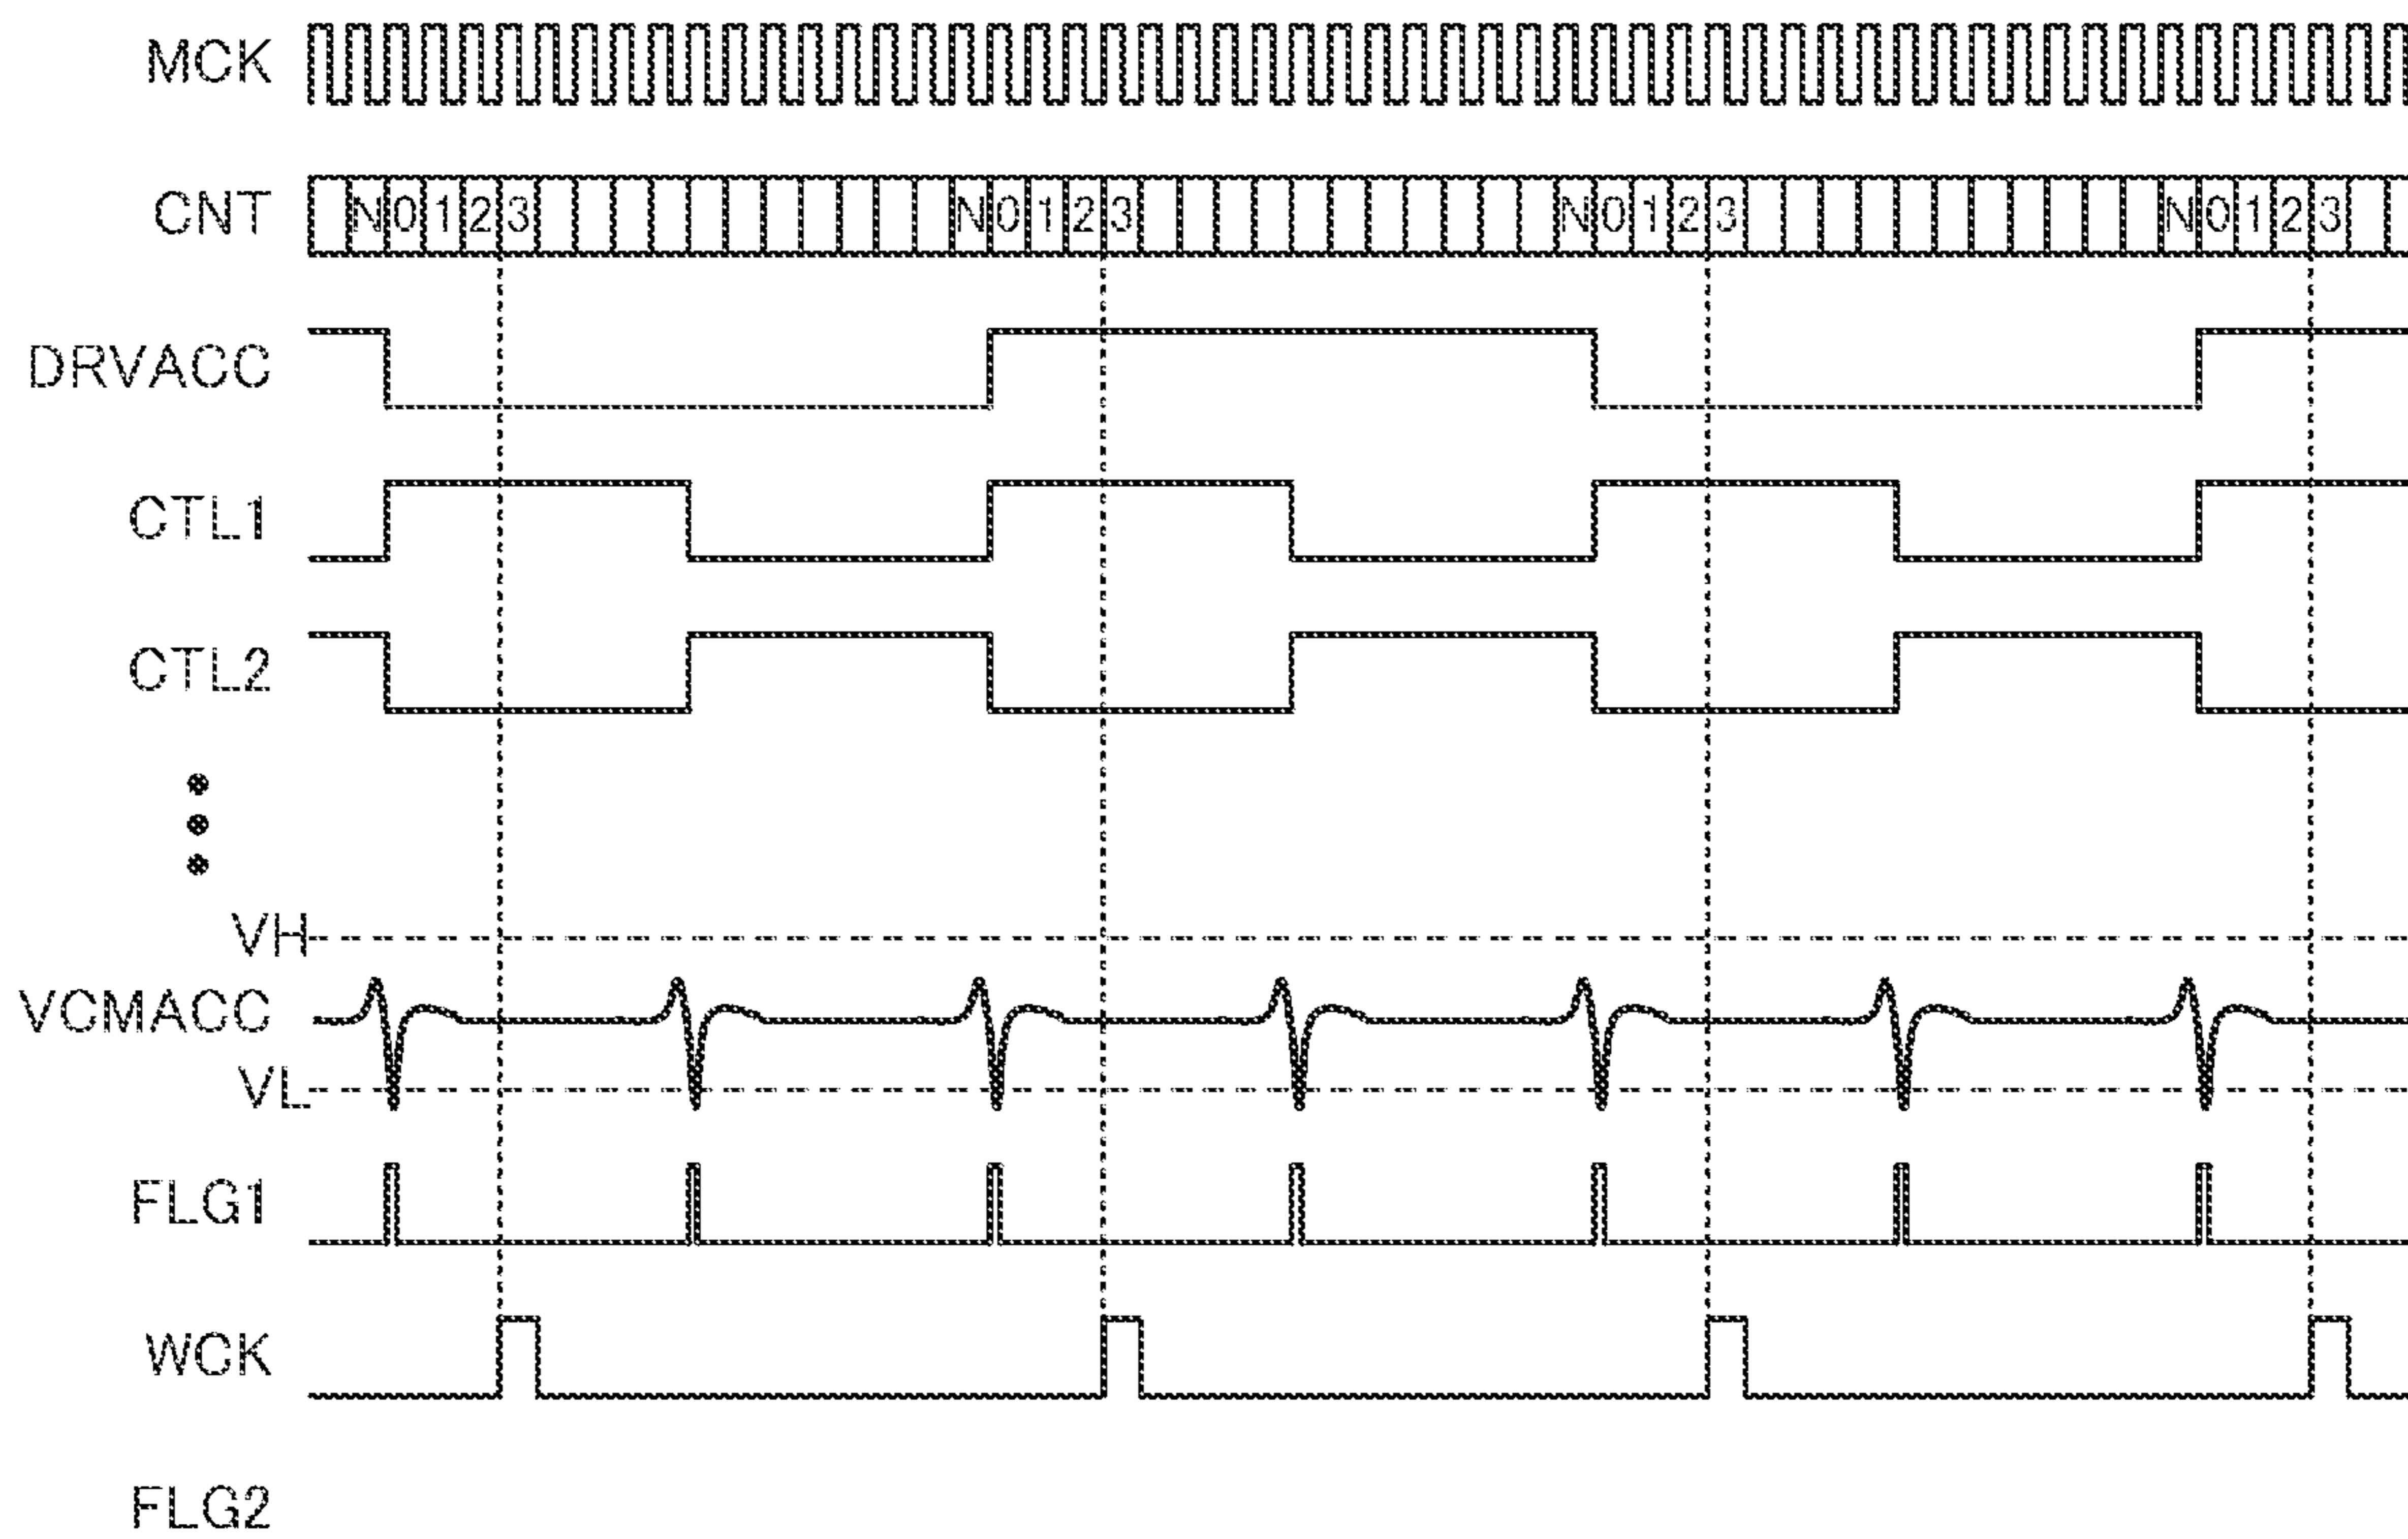 MCK
CNT N 0 1 2 3 N 0 1 2 3 N 0 1 2 3 N 0 1 2 3
DRVACC
CTL1
CTL2
VH
VCMACC
VL
FLG1
WCK
FLG2